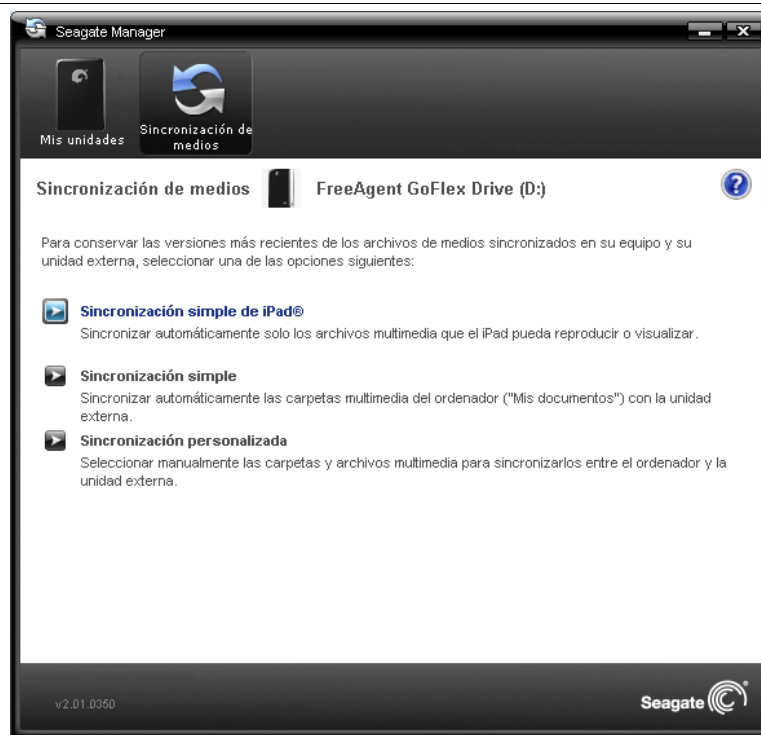 Seagate Manager
Mis unidades
Sincronización de
medios
Sincronización de medios
FreeAgent GoFlex Drive (D:)
?
Para conservar las versiones más recientes de los archivos de medios sincronizados en su equipo y su
unidad externa, seleccionar una de las opciones siguientes:
Sincronización simple de iPad®
Sincronizar automáticamente solo los archivos multimedia que el iPad pueda reproducir o visualizar.
Sincronización simple
Sincronizar automáticamente las carpetas multimedia del ordenador ("Mis documentos") con la unidad
externa.
Sincronización personalizada
Seleccionar manualmente las carpetas y archivos multimedia para sincronizarlos entre el ordenador y la
unidad externa.
v2.01.0350
Seagate